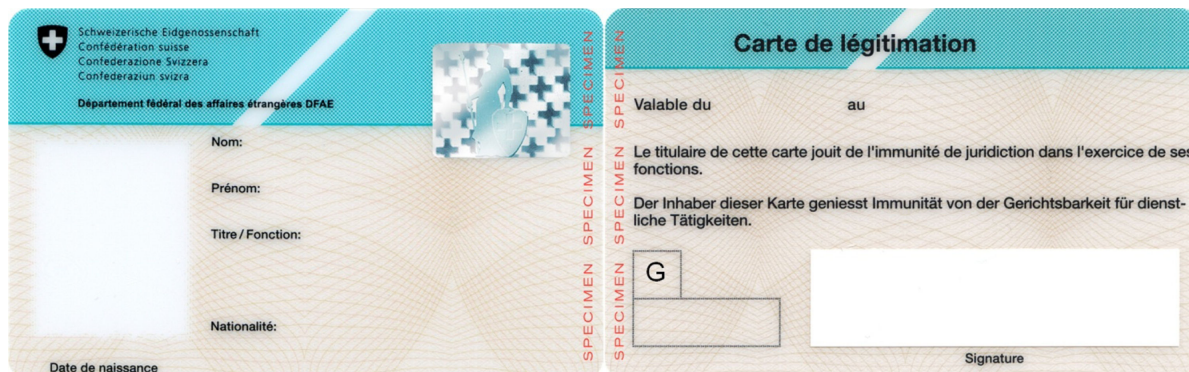 Schweizerische Eidgenossenschaft
Confédération suisse
Confederazione Svizzera
Confederaziun svizra
Département fédéral des affaires étrangères DFAE
Nom:
Prénom:
Titre / Fonction:
Nationalité:
Date de naissance
SPECIMEN SPECIMEN SPECIMEN
SPECIMEN SPECIMEN SPECIMEN
Carte de légitimation
Valable du au
Le titulaire de cette carte jouit de l'immunité de juridiction dans l'exercice de ses
fonctions.
Der Inhaber dieser Karte geniesst Immunität von der Gerichtsbarkeit für dienst-
liche Tätigkeiten.
G
Signature